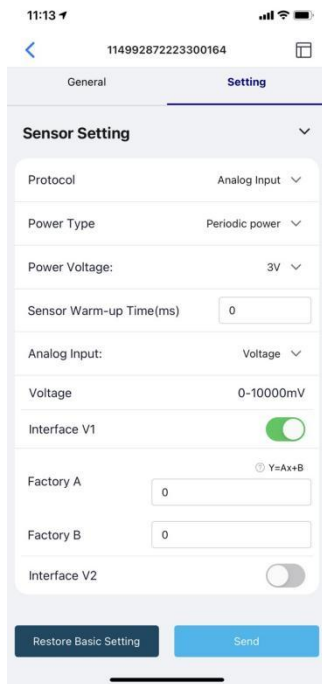 11:13
114992872223300164
General Setting
Sensor Setting
Protocol Analog Input
Power Type Periodic power
Power Voltage: 3V
Sensor Warm-up Time(ms) 0
Analog Input: Voltage
Voltage 0-10000mV
Interface V1
? Y=Ax+B
Factory A 0
Factory B 0
Interface V2
Restore Basic Setting Send